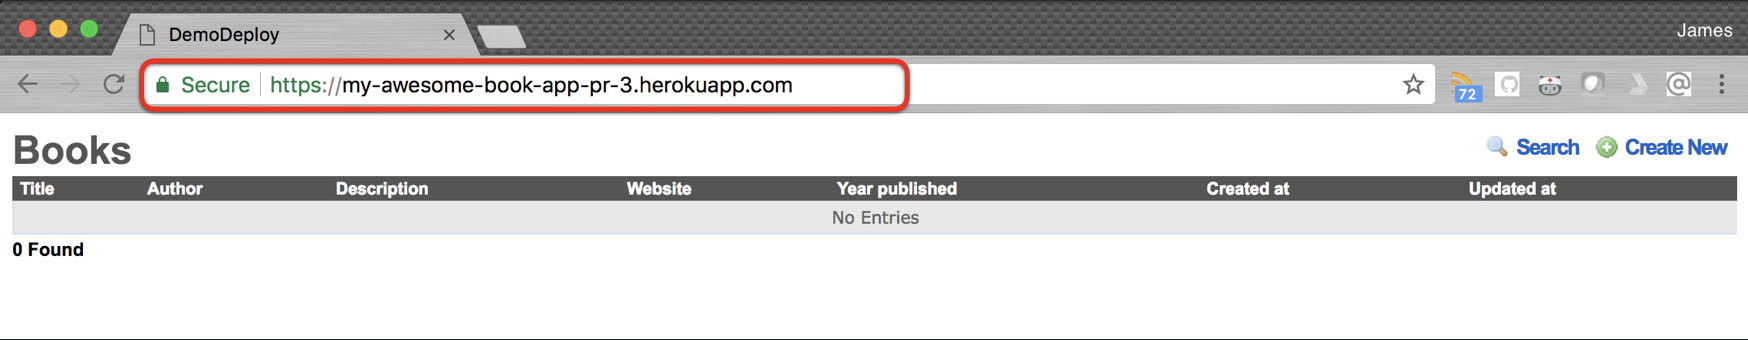 DemoDeploy
James
Secure https://my-awesome-book-app-pr-3.herokuapp.com
72
Books
Search Create New
Title Author Description Website Year published Created at Updated at
No Entries
0 Found